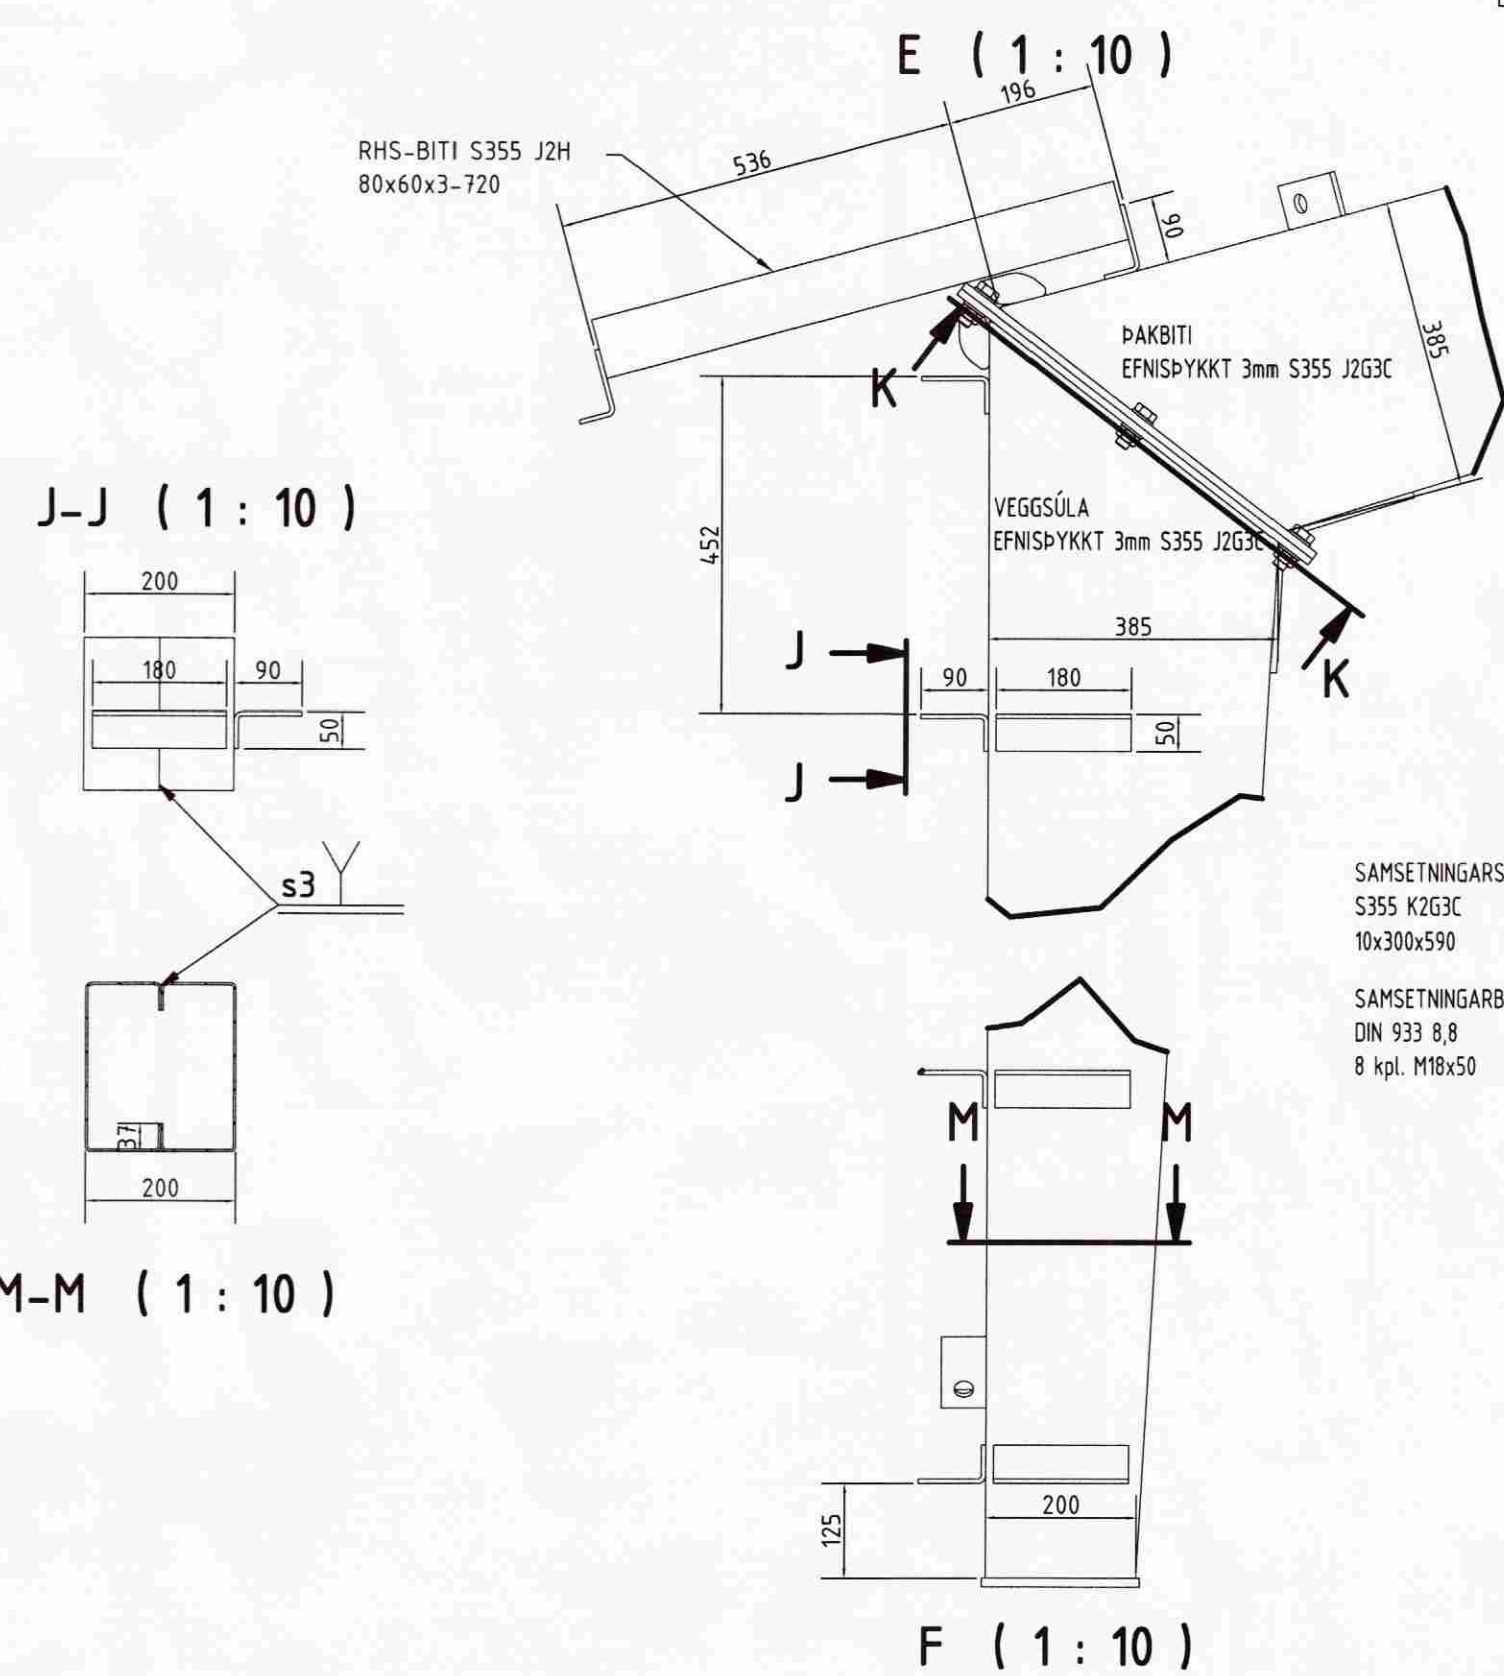 E ( 1 : 10 )
196
536
RHS-BITI S355 J2H
80x60x3-720
90
385
ÞAKBITI
EFNISÞYKKT 3mm S355 J2G3C
K
452
VEGGSÚLA
EFNISÞYKKT 3mm S355 J2G3C
J-J ( 1 : 10 )
200
180 90
50
s3
J
385
K
90 180
50
J
SAMSETNINGARS
S355 K2G3C
10x300x590
SAMSETNINGARB
DIN 933 8,8
8 kpl. M18x50
37
200
M-M ( 1 : 10 )
M M
125
200
F ( 1 : 10 )